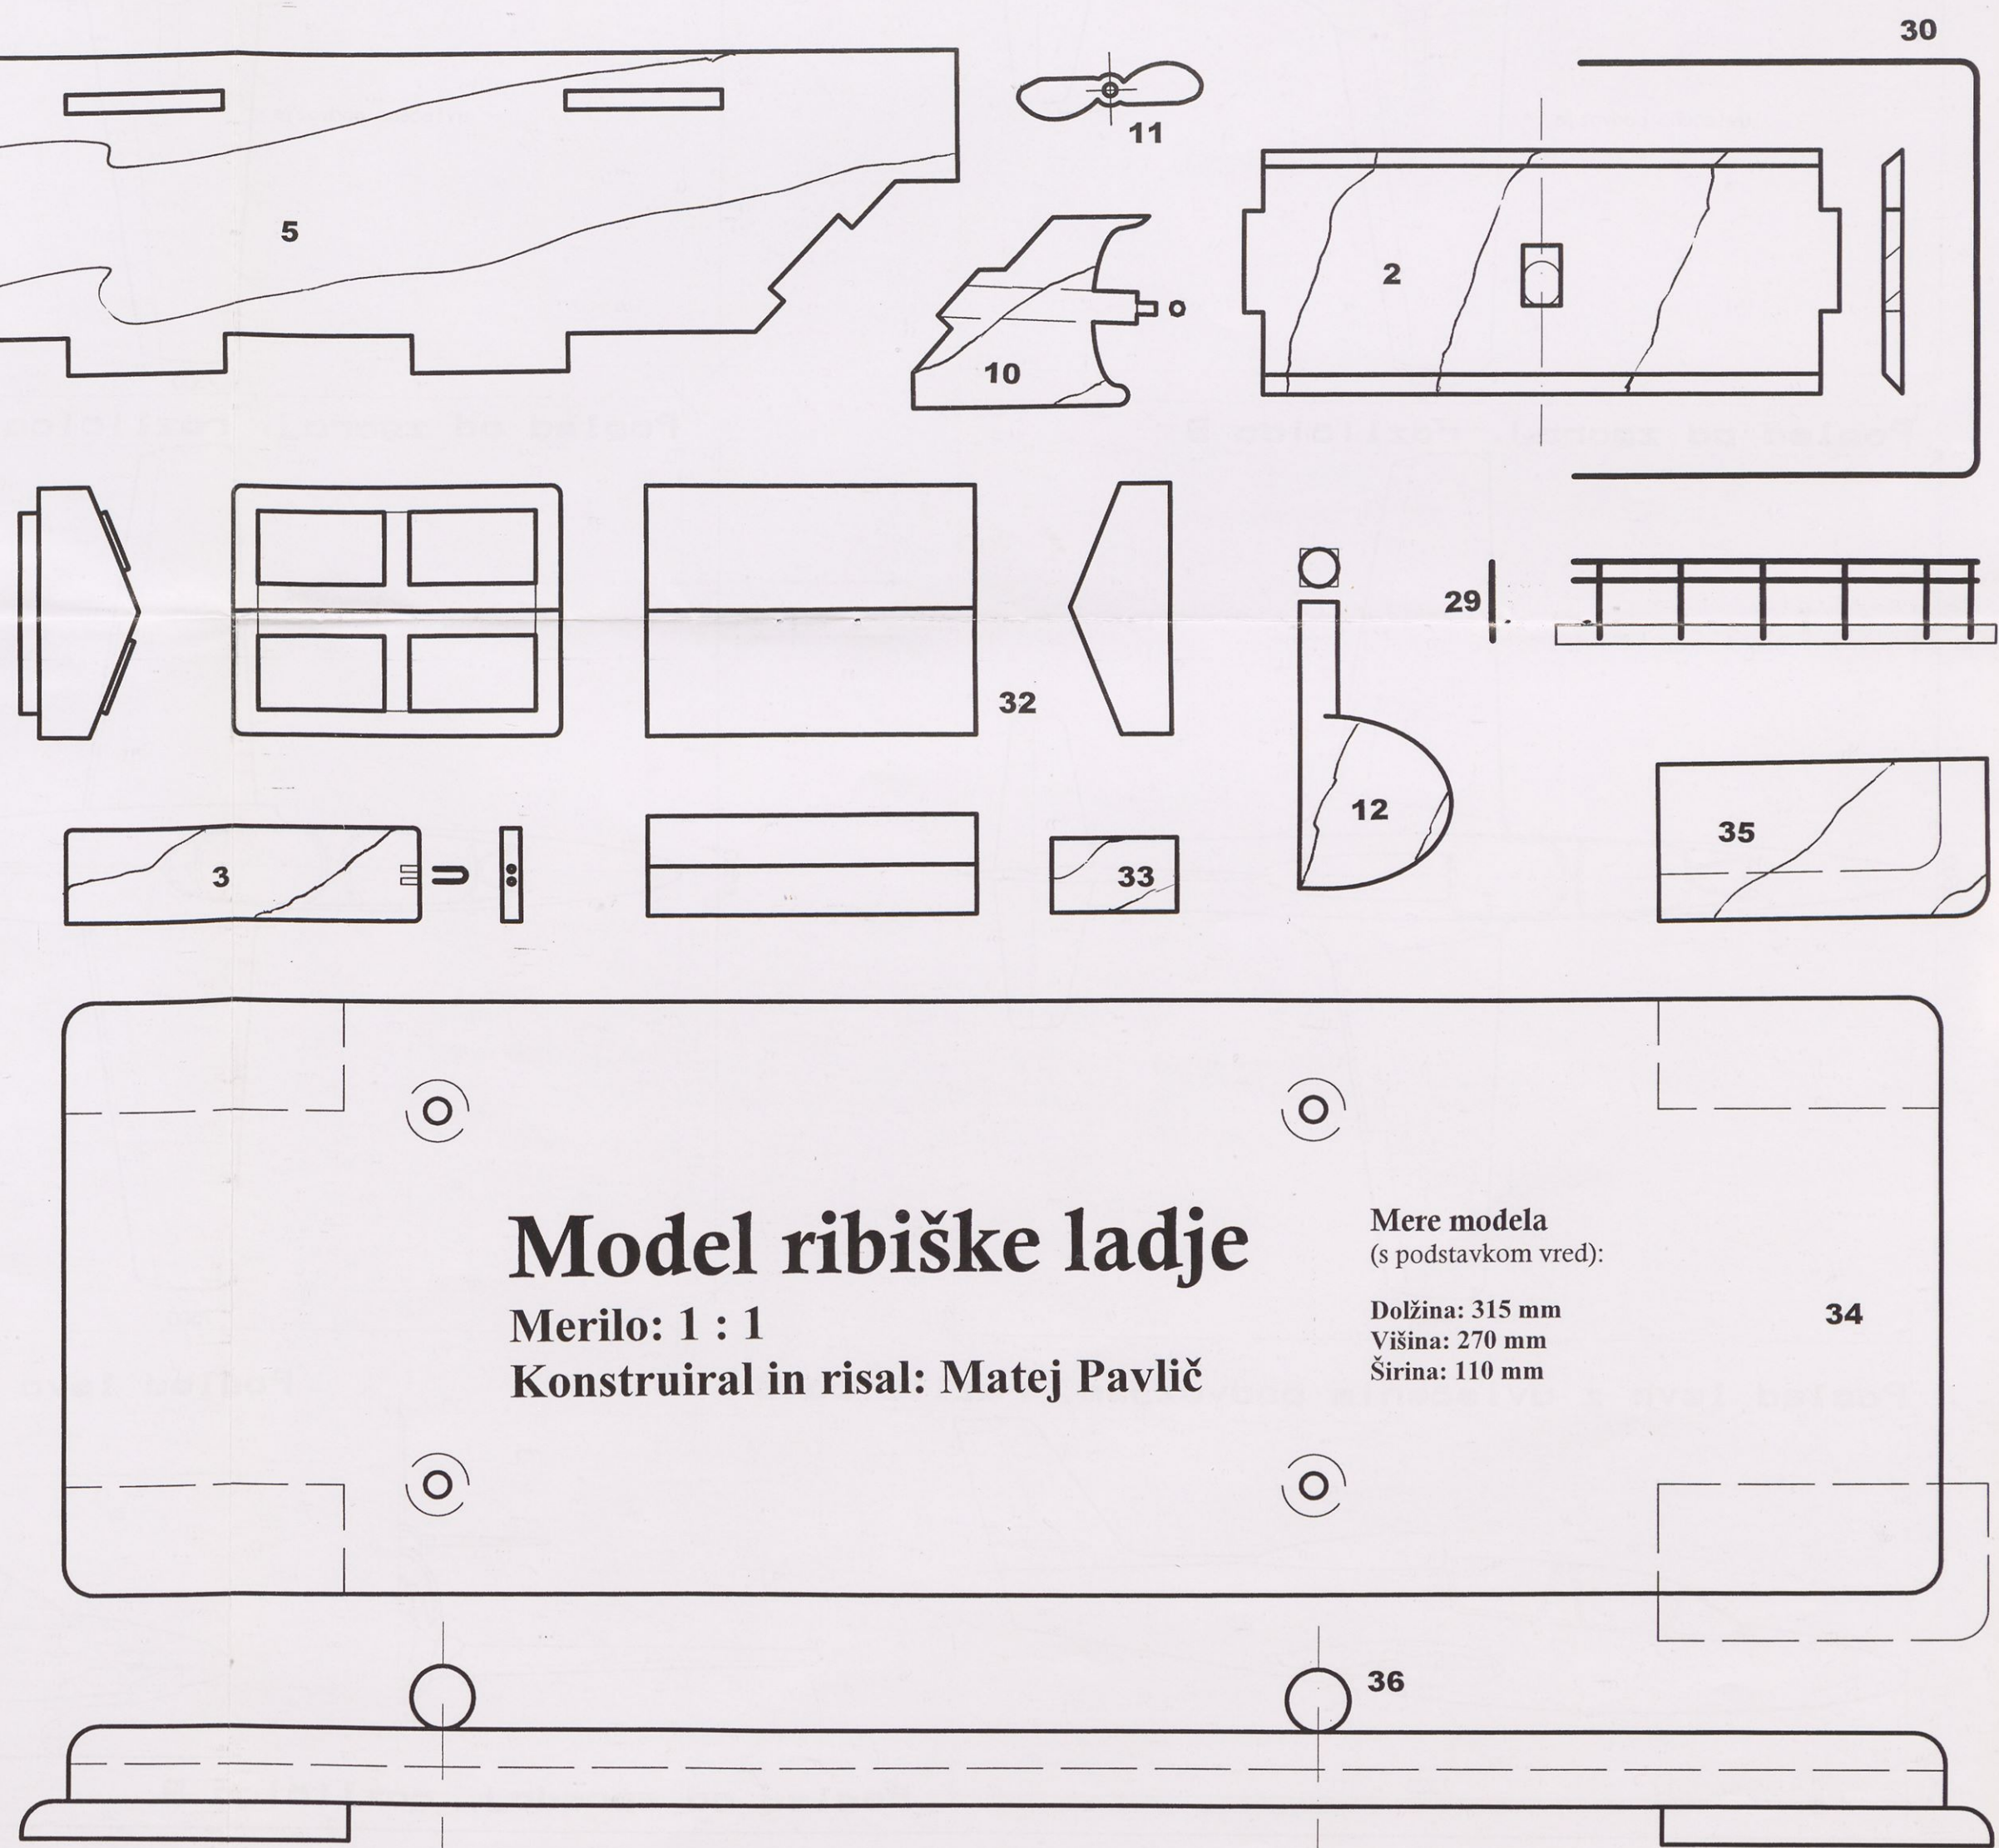 30
11
5
2
10
29
32
12
35
3
33
Model ribiške ladje
Merilo: 1 : 1
Konstruiral in risal: Matej Pavlič
Mere modela
(s podstavkom vred):
Dolžina: 315 mm
Višina: 270 mm
Širina: 110 mm
34
36